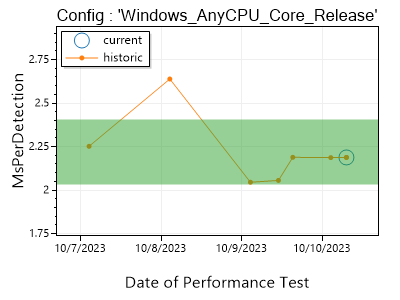 Config : 'Windows_AnyCPU_Core_Release'
current
historic
MsPerDetection
2.75
2.5
2.25
2
1.75
10/7/2023
10/8/2023
10/9/2023
10/10/2023
Date of Performance Test